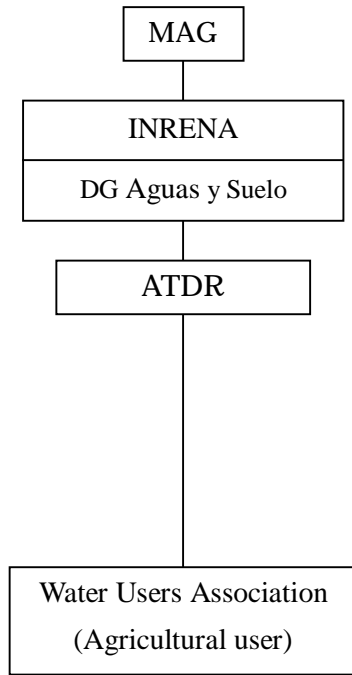 MAG
INRENA
DG Aguas y Suelo
ATDR
Water Users Association
(Agricultural user)